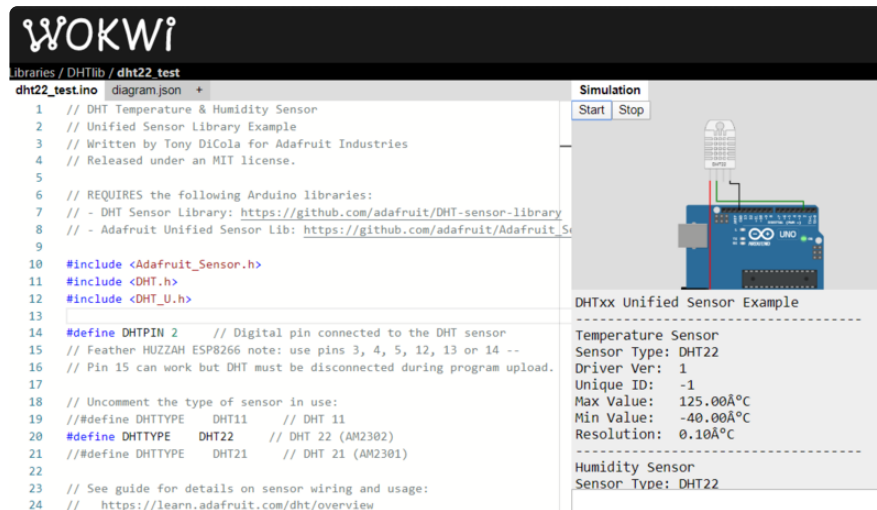 WOKWi
Libraries / DHTlib / dht22_test
dht22_test.ino diagram.json +
1 // DHT Temperature & Humidity Sensor
2 // Unified Sensor Library Example
3 // Written by Tony DiCola for Adafruit Industries
4 // Released under an MIT license.
5
6 // REQUIRES the following Arduino libraries:
7 // - DHT Sensor Library: https://github.com/adafruit/DHT-sensor-library
8 // - Adafruit Unified Sensor Lib: https://github.com/adafruit/Adafruit_S
9
10 #include <Adafruit_Sensor.h>
11 #include <DHT.h>
12 #include <DHT_U.h>
13
14 #define DHTPIN 2 // Digital pin connected to the DHT sensor
15 // Feather HUZZAH ESP8266 note: use pins 3, 4, 5, 12, 13 or 14 --
16 // Pin 15 can work but DHT must be disconnected during program upload.
17
18 // Uncomment the type of sensor in use:
19 //#define DHTTYPE DHT11 // DHT 11
20 #define DHTTYPE DHT22 // DHT 22 (AM2302)
21 //#define DHTTYPE DHT21 // DHT 21 (AM2301)
22
23 // See guide for details on sensor wiring and usage:
24 // https://learn.adafruit.com/dht/overview
Simulation
Start Stop
DHT22
UNO
ARDUINO
DHTxx Unified Sensor Example
------------------------------------
Temperature Sensor
Sensor Type: DHT22
Driver Ver: 1
Unique ID: -1
Max Value: 125.00Â°C
Min Value: -40.00Â°C
Resolution: 0.10Â°C
------------------------------------
Humidity Sensor
Sensor Type: DHT22